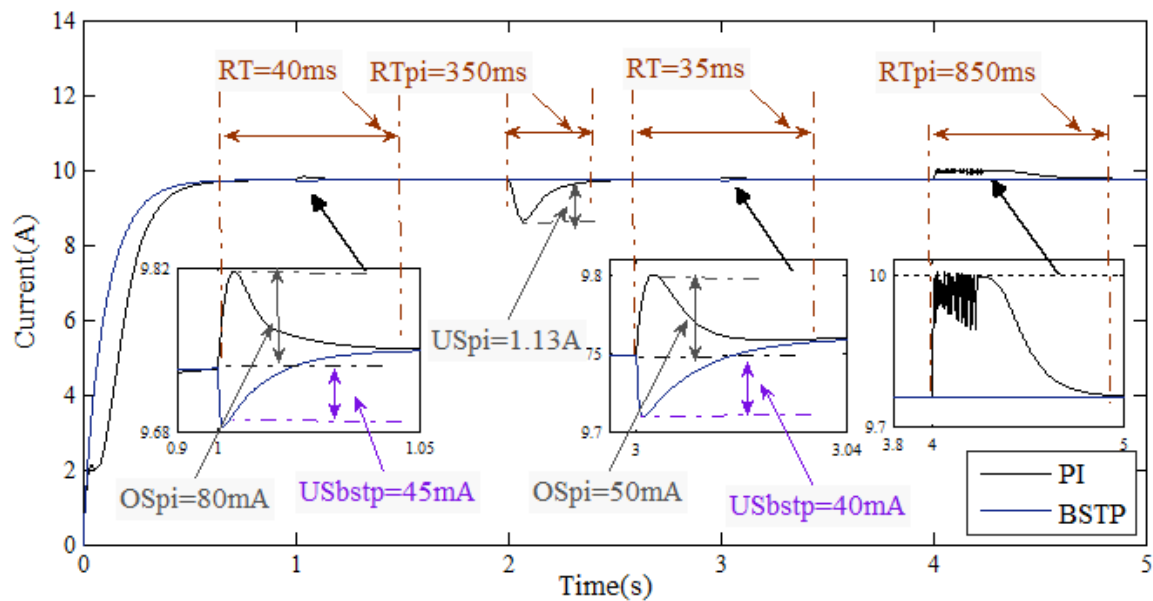 14
12
10
8
6
4
2
0
Current(A)
RT=40ms
RTpi=350ms
RT=35ms
RTpi=850ms
9.82
9.68
0.9
1
1.05
USpi=1.13A
9.8
7.5
9.7
3
3.04
10
9.7
3.8
4
5
OSpi=80mA
USbstp=45mA
OSpi=50mA
USbstp=40mA
PI
BSTP
0
1
2
3
4
5
Time(s)